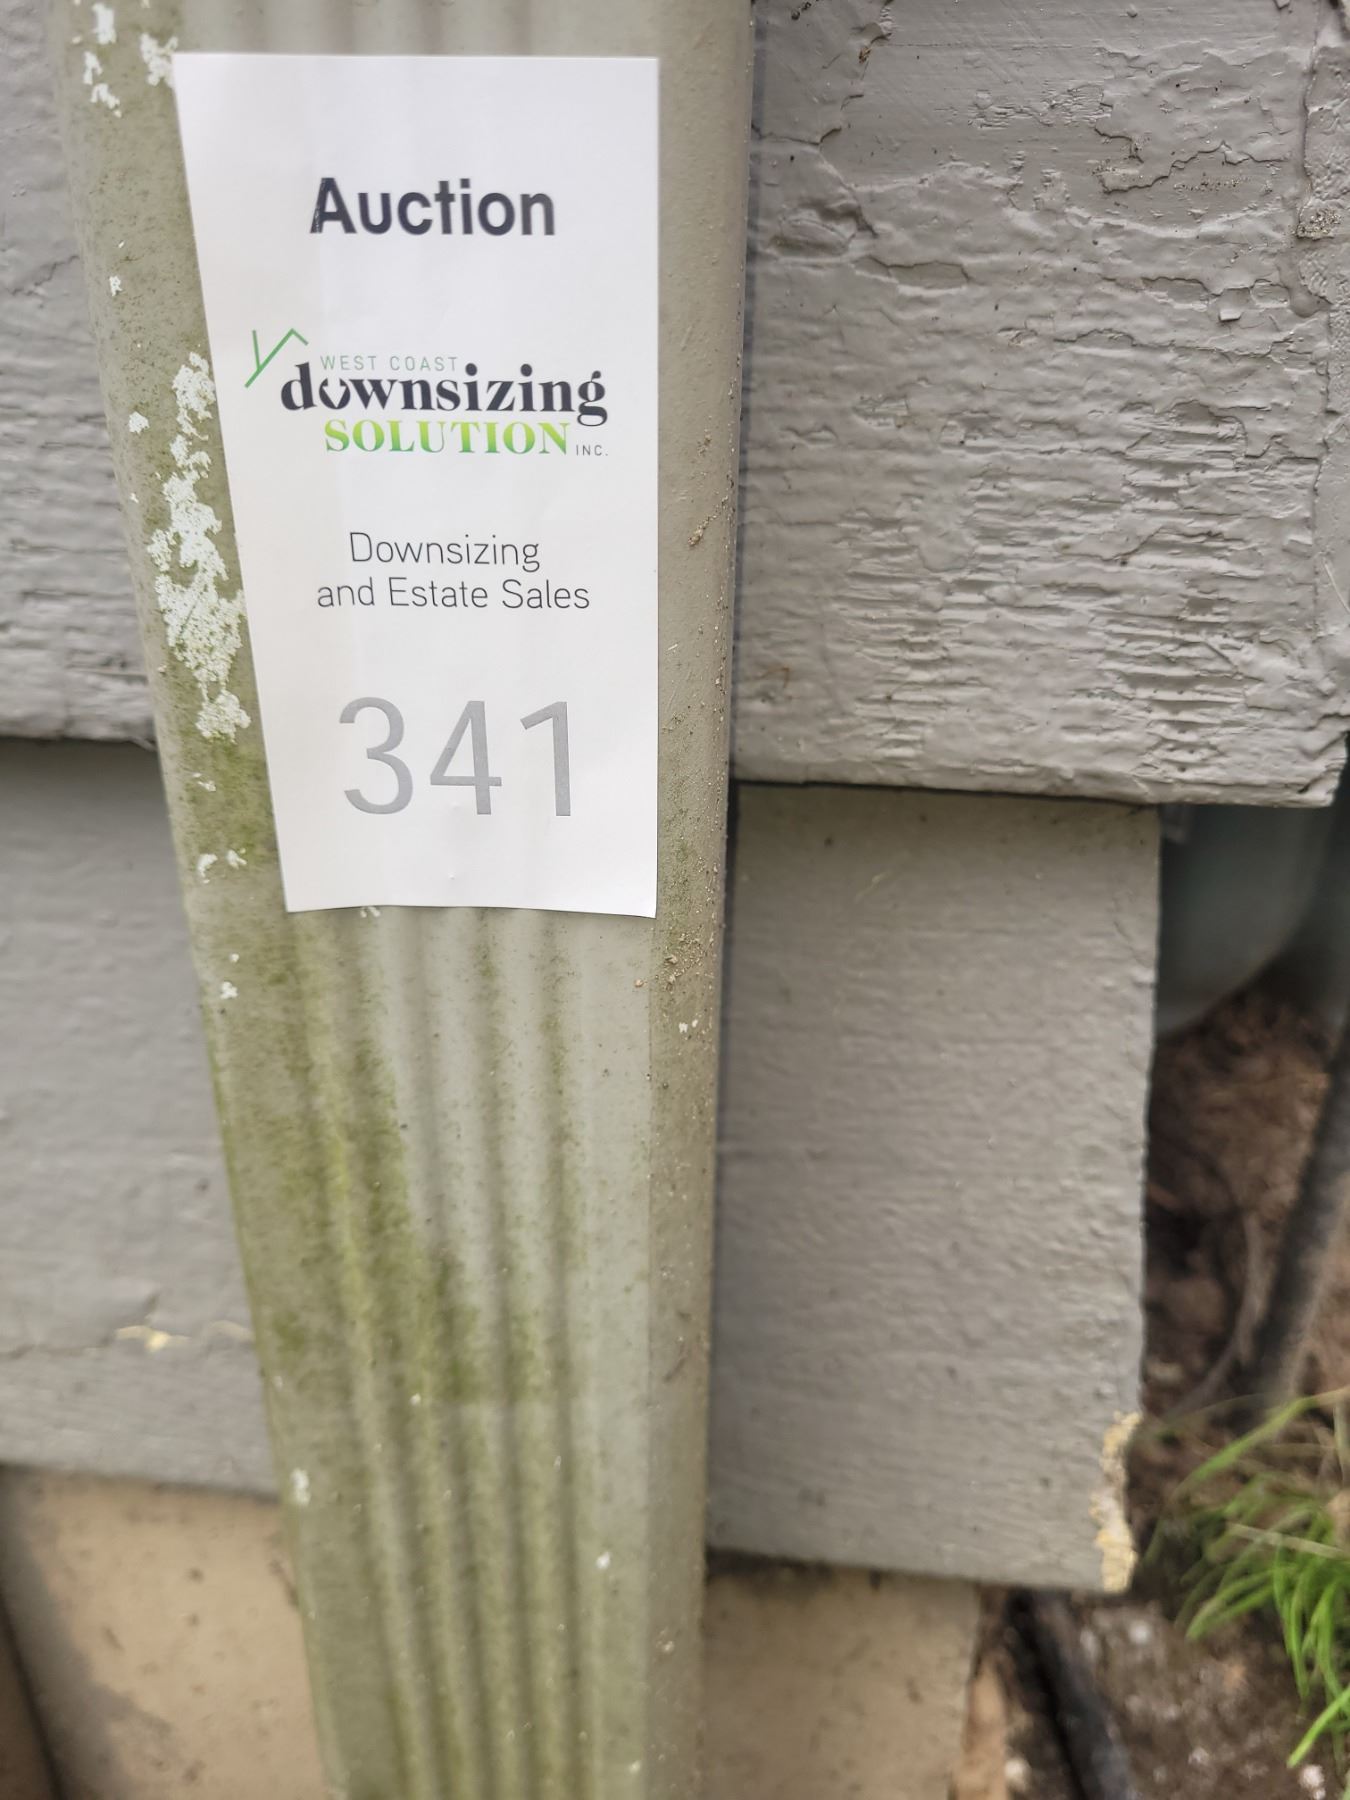 Auction
WEST COAST
downsizing
SOLUTION INC.
Downsizing
and Estate Sales
341